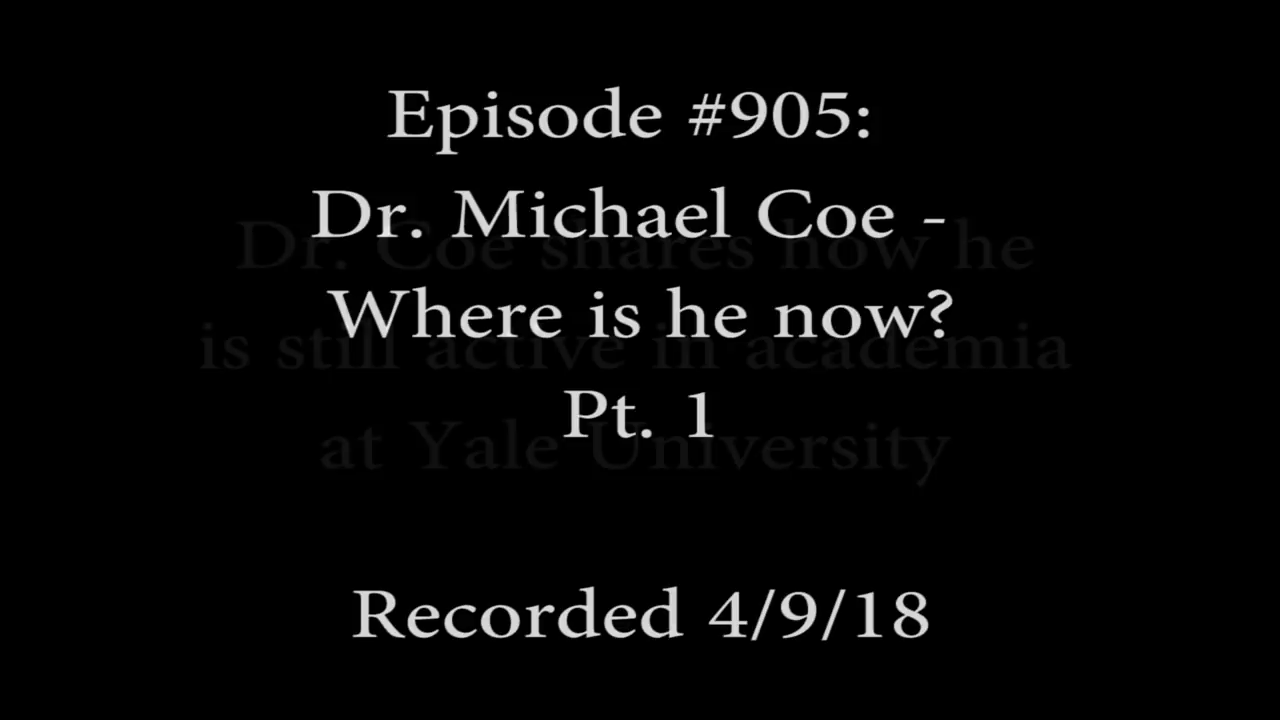 Episode #905:
Dr. Michael Coe -
Where is he now?
Pt. 1
Recorded 4/9/18
Dr. Coe shares how he
is still active in academia
at Yale University